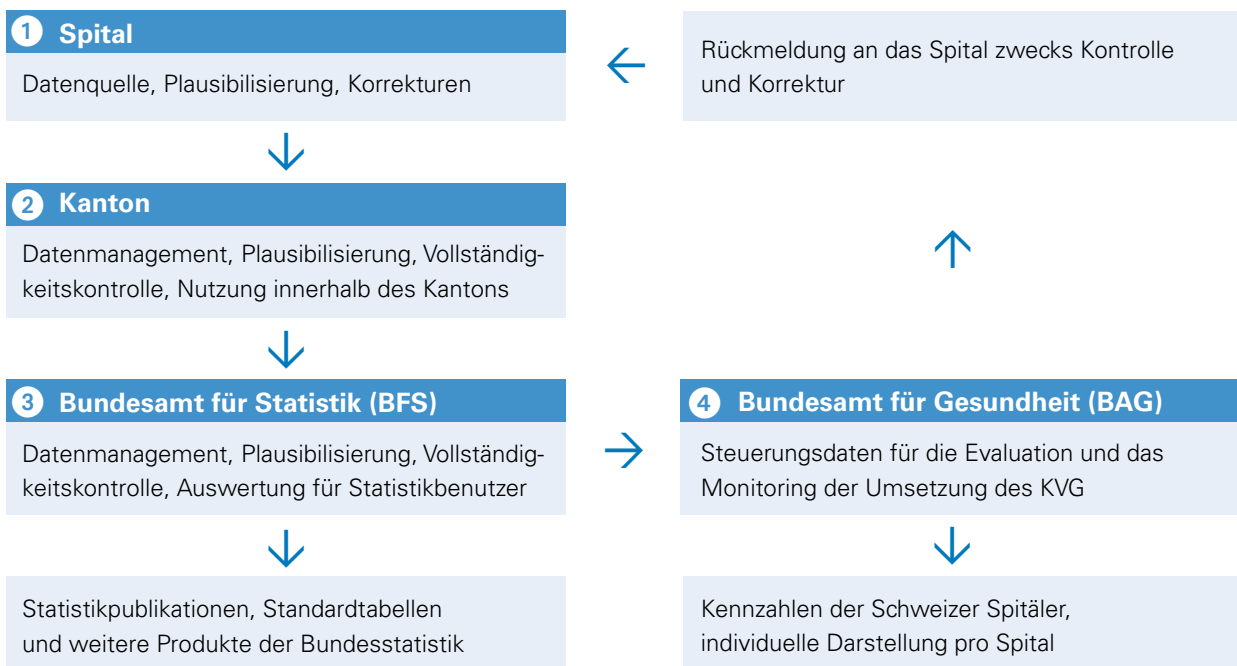 1 Spital
Datenquelle, Plausibilisierung, Korrekturen
Rückmeldung an das Spital zwecks Kontrolle
und Korrektur
2 Kanton
Datenmanagement, Plausibilisierung, Vollständig-
keitskontrolle, Nutzung innerhalb des Kantons
3 Bundesamt für Statistik (BFS)
Datenmanagement, Plausibilisierung, Vollständig-
keitskontrolle, Auswertung für Statistikbenutzer
4 Bundesamt für Gesundheit (BAG)
Steuerungsdaten für die Evaluation und das
Monitoring der Umsetzung des KVG
Statistikpublikationen, Standardtabellen
und weitere Produkte der Bundesstatistik
Kennzahlen der Schweizer Spitäler,
individuelle Darstellung pro Spital